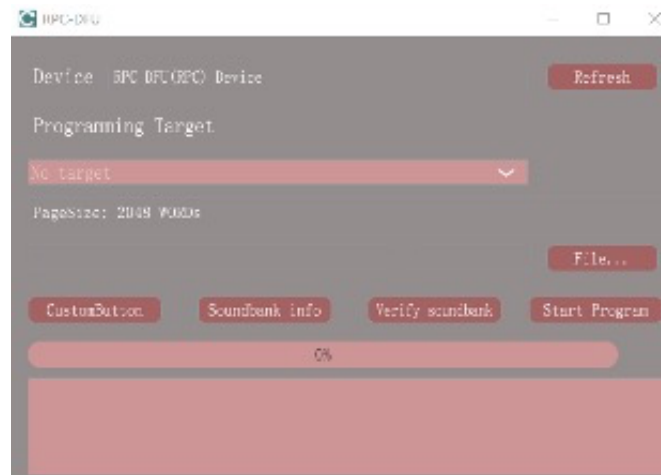 RPC-DFU
Device RPC DFU(RPC) Device Refresh
Programming Target
No target
PageSize: 2048 WORDs
File...
CustomButton Soundbank info Verify soundbank Start Program
0%